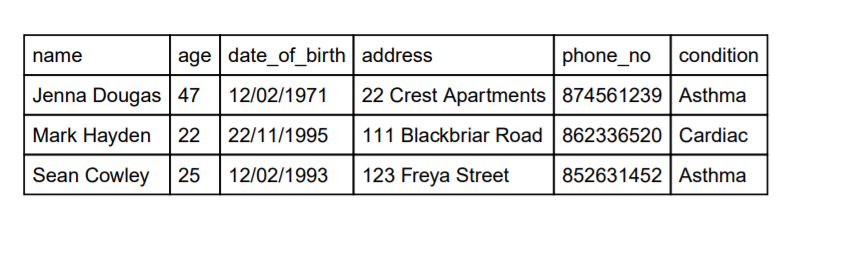 name age date_of_birth address phone_no condition
Jenna Dougas 47 12/02/1971 22 Crest Apartments 874561239 Asthma
Mark Hayden 22 22/11/1995 111 Blackbriar Road 862336520 Cardiac
Sean Cowley 25 12/02/1993 123 Freya Street 852631452 Asthma